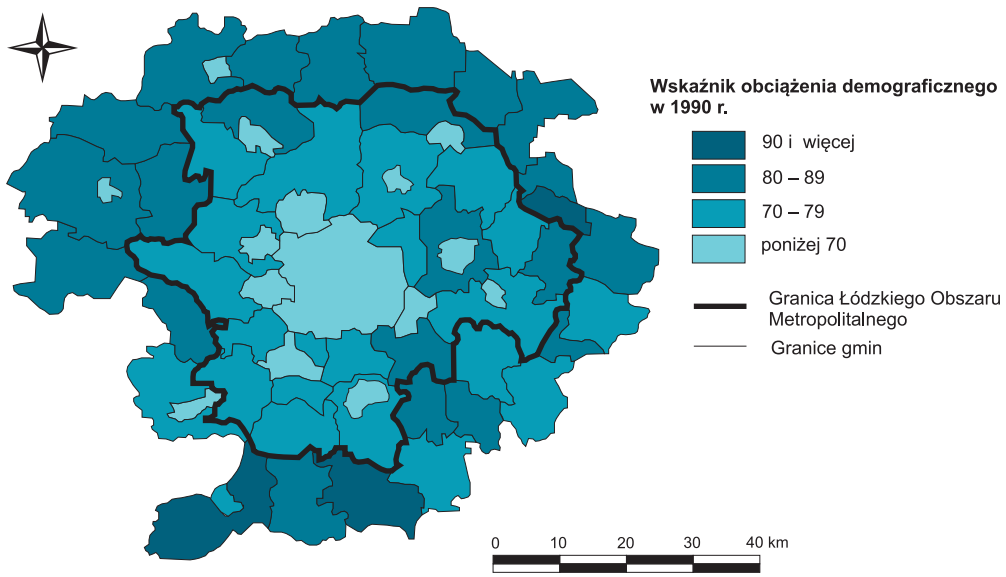 Wskaźnik obciążenia demograficznego
w 1990 r.
90 i więcej
80 – 89
70 – 79
poniżej 70
Granica Łódzkiego Obszaru
Metropolitalnego
Granice gmin
0 10 20 30 40 km